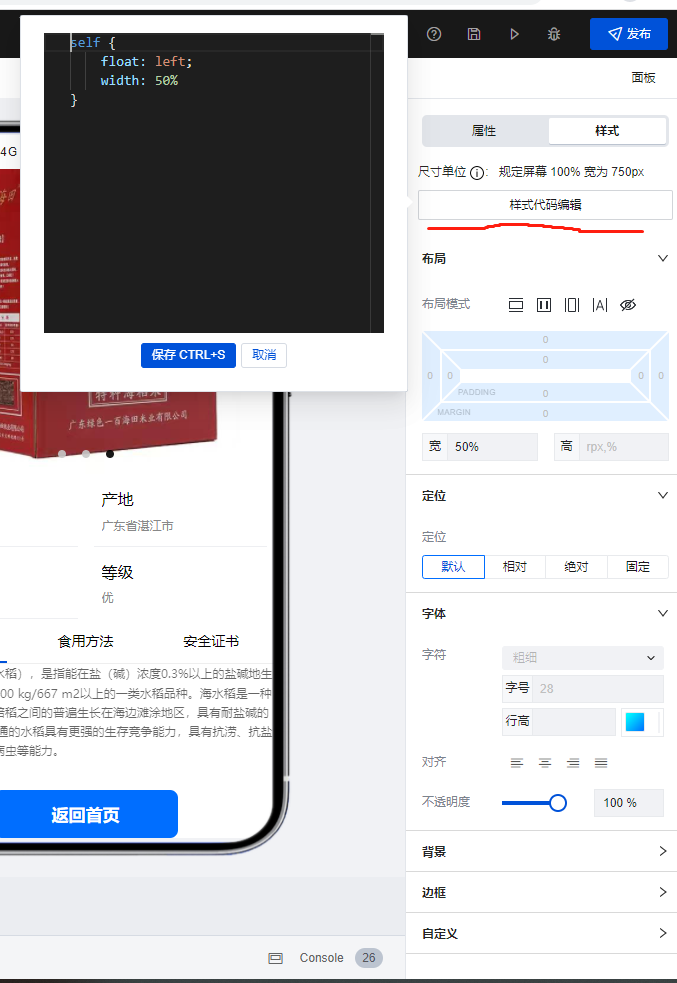 发布
面板
self {
float: left;
width: 50%
}
保存 CTRL+S
取消
属性
样式
尺寸单位
:
规定屏幕 100% 宽为 750px
样式代码编辑
布局
布局模式
0
0
0
0
0
0
PADDING
0
MARGIN
0
宽
50%
高
rpx,%
定位
定位
默认
相对
绝对
固定
字体
字符
粗细
字号
28
行高
对齐
不透明度
100 %
背景
边框
自定义
4G
广东绿色一百海田米业有限公司
产地
广东省湛江市
等级
优
食用方法
安全证书
水稻），是指能在盐（碱）浓度0.3%以上的盐碱地生
00 kg/667 m2以上的一类水稻品种。海水稻是一种
稻之间的普遍生长在海边滩涂地区，具有耐盐碱的
通的水稻具有更强的生存竞争能力，具有抗涝、抗盐
病虫等能力。
返回首页
Console
26